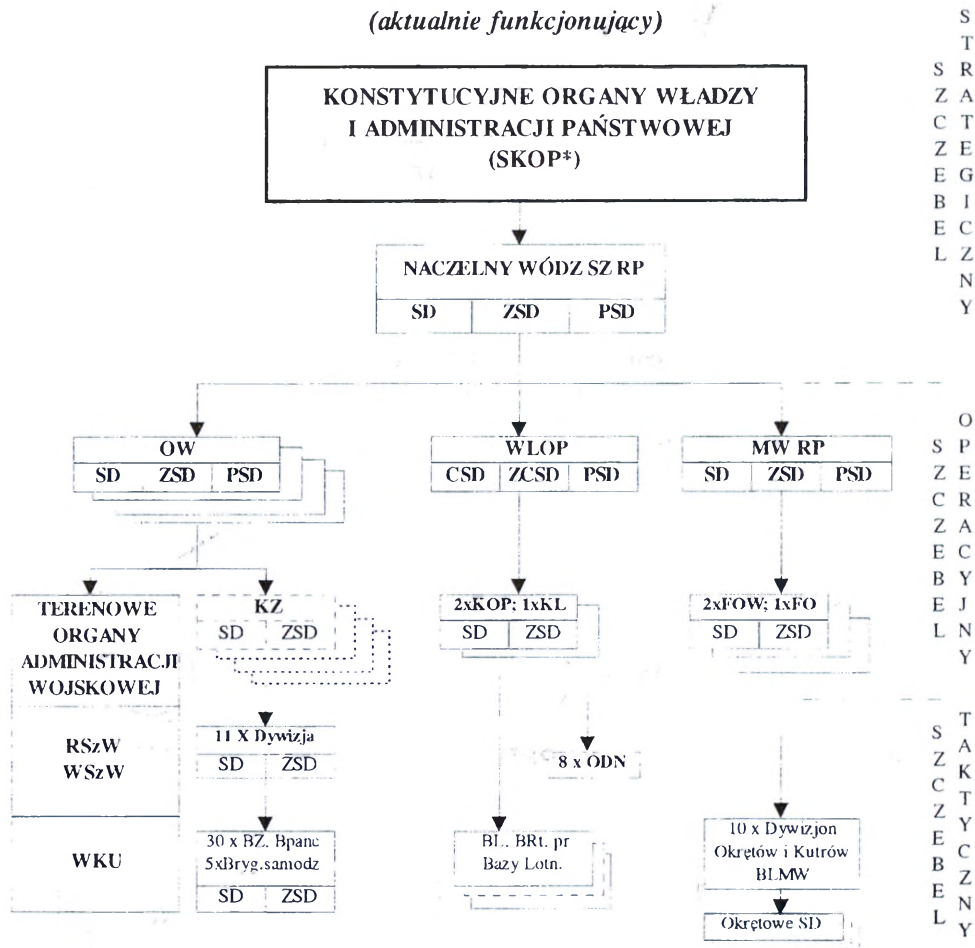 (aktualnie funkcjonujący)
KONSTYTUCYJNE ORGANY WŁADZY
I ADMINISTRACJI PAŃSTWOWEJ
(SKOP*)
SZCZEBEL
STRATEGICZNY
NACZELNY WÓDZ SZ RP
SD ZSD PSD
OW
SD ZSD PSD
WLOP
CSD ZCSD PSD
MW RP
SD ZSD PSD
SZCZEBEL
OPERACYJNY
TERENOWE
ORGANY
ADMINISTRACJI
WOJSKOWEJ
KZ
SD ZSD
2xKOP; 1xKL
SD ZSD
2xFOW; 1xFO
SD ZSD
RSzW
WSzW
11 X Dywizja
SD ZSD
8 x ODN
SZCZEBEL
TAKTYCZNY
WKU
30 x BZ. Bpanc
5xBryg.samodz
SD ZSD
BL. BRt. pr
Bazy Lotn.
10 x Dywizjon
Okrętów i Kutrów
BLMW
Okrętowe SD